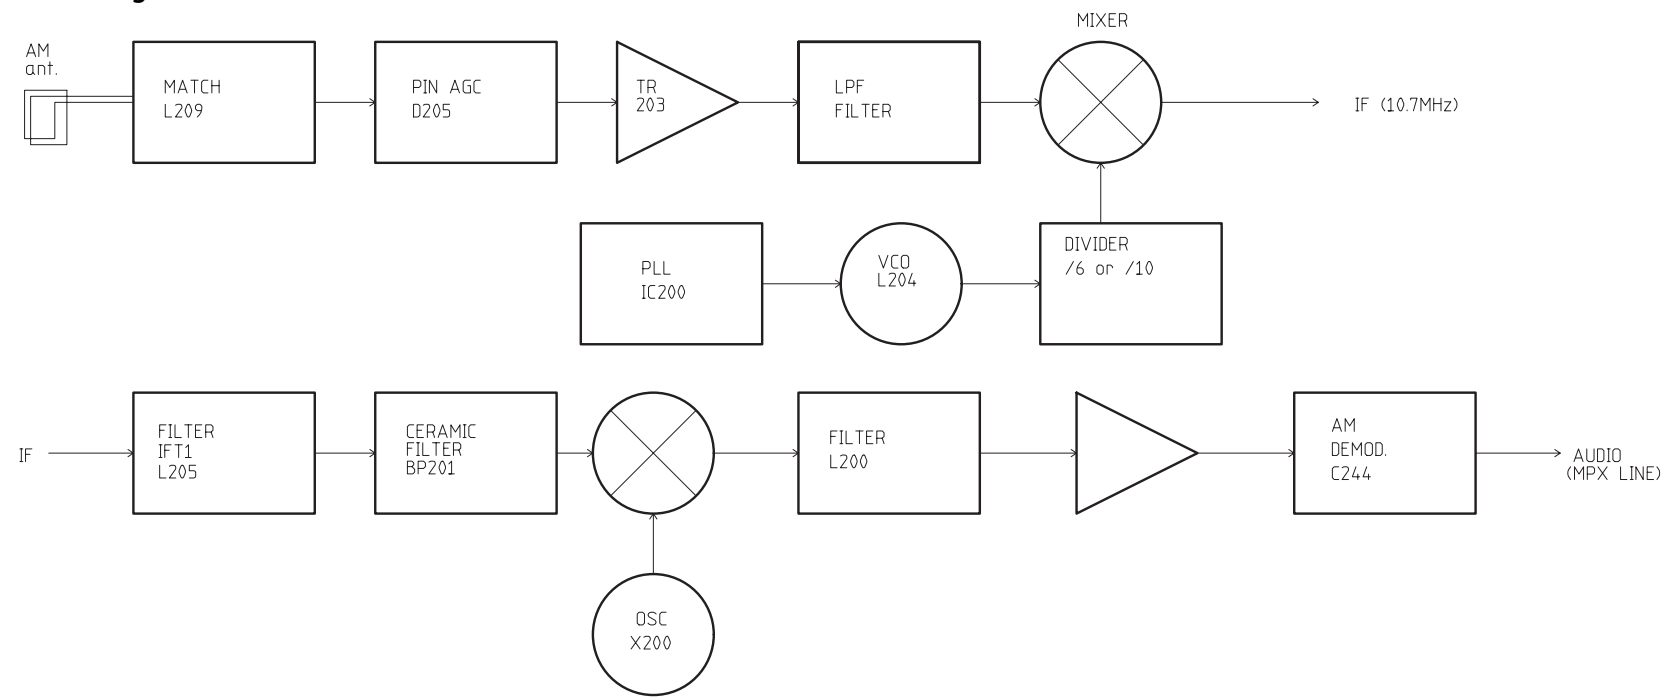 MIXER
AM
ant.
MATCH
L209
PIN AGC
D205
TR
203
LPF
FILTER
IF (10.7MHz)
PLL
IC200
VCO
L204
DIVIDER
/6 or /10
IF
FILTER
IFT1
L205
CERAMIC
FILTER
BP201
FILTER
L200
AM
DEMOD.
C244
AUDIO
(MPX LINE)
OSC
X200